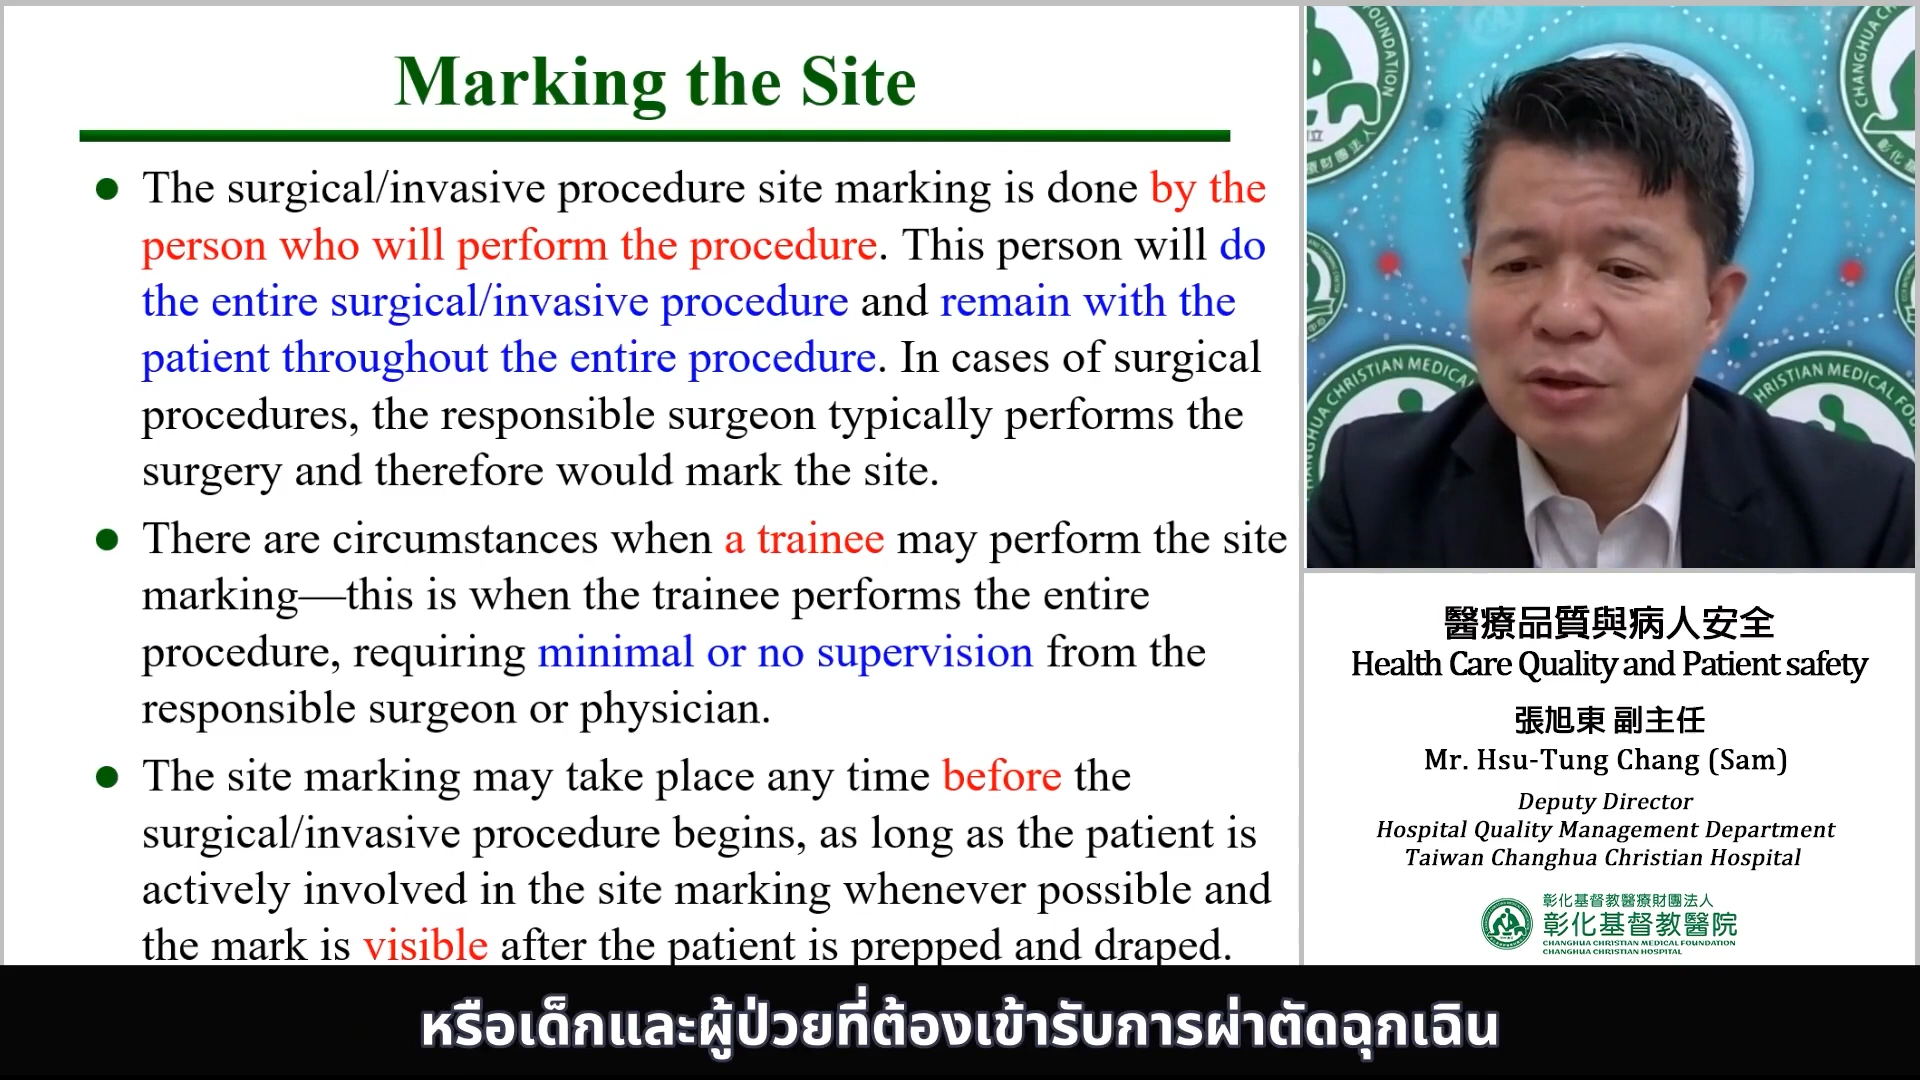 Marking the Site
● The surgical/invasive procedure site marking is done by the
person who will perform the procedure. This person will do
the entire surgical/invasive procedure and remain with the
patient throughout the entire procedure. In cases of surgical
procedures, the responsible surgeon typically performs the
surgery and therefore would mark the site.
● There are circumstances when a trainee may perform the site
marking—this is when the trainee performs the entire
procedure, requiring minimal or no supervision from the
responsible surgeon or physician.
● The site marking may take place any time before the
surgical/invasive procedure begins, as long as the patient is
actively involved in the site marking whenever possible and
the mark is visible after the patient is prepped and draped.
FOUNDATION
CHANGHUA
CHANGHUA CHRISTIAN MEDICAL
CHRISTIAN MEDICAL FOU
醫療品質與病人安全
Health Care Quality and Patient safety
張旭東 副主任
Mr. Hsu-Tung Chang (Sam)
Deputy Director
Hospital Quality Management Department
Taiwan Changhua Christian Hospital
彰化基督教醫療財團法人
彰化基督教醫院
CHANGHUA CHRISTIAN MEDICAL FOUNDATION
CHANGHUA CHRISTIAN HOSPITAL
หรือเด็กและผู้ป่วยที่ต้องเข้ารับการผ่าตัดฉุกเฉิน